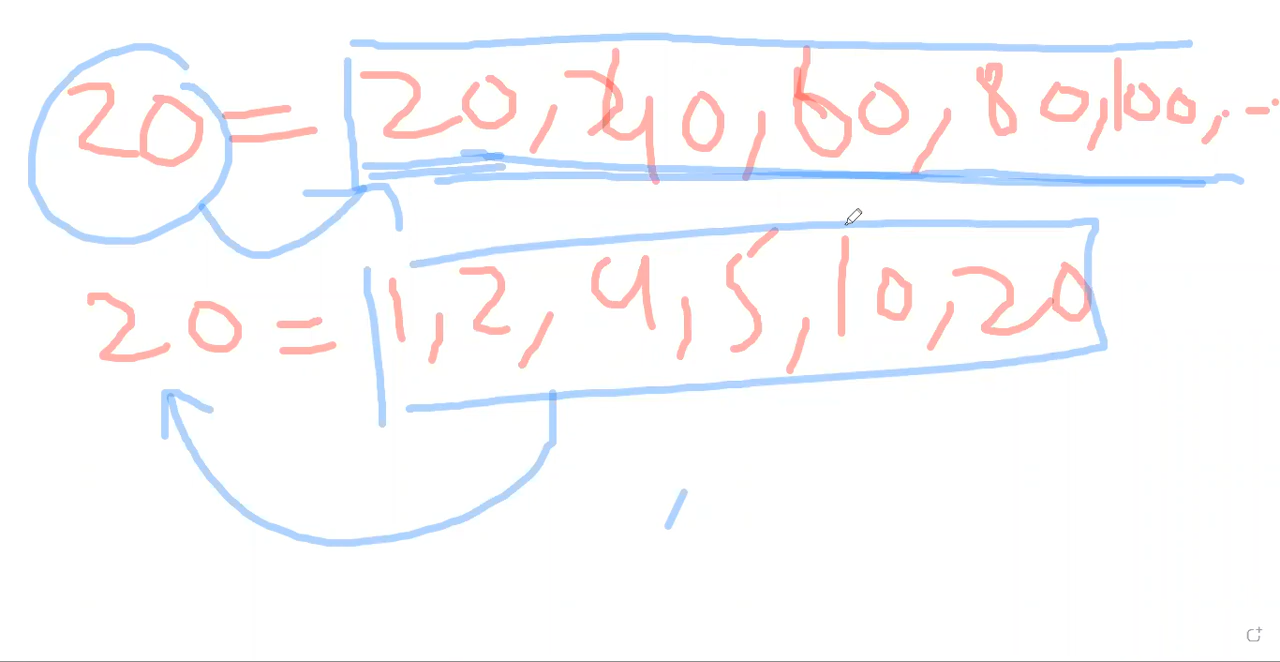 20 = 20, 40, 60, 80, 100, ...
20 = 1, 2, 4, 5, 10, 20